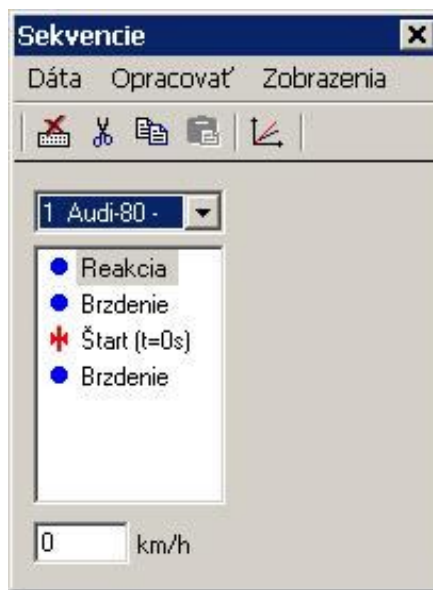 Sekvencie
Dáta Opracovať Zobrazenia
1 Audi-80 -
Reakcia
Brzdenie
Štart (t=0s)
Brzdenie
0 km/h